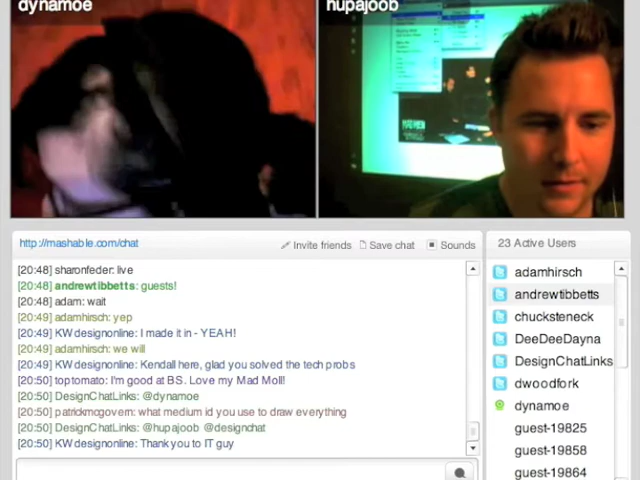 dynamoe
hupajoob
http://mashable.com/chat
Invite friends
Save chat
Sounds
23 Active Users
[20:48] sharonfeder: live
[20:48] andrewtibbetts: guests!
[20:48] adam: wait
[20:49] adamhirsch: yep
[20:49] KWdesignonline: I made it in - YEAH!
[20:49] adamhirsch: we will
[20:49] KWdesignonline: Kendall here, glad you solved the tech probs
[20:50] toptomato: I'm good at BS. Love my Mad Moll!
[20:50] DesignChatLinks: @dynamoe
[20:50] patrickmcgovern: what medium id you use to draw everything
[20:50] DesignChatLinks: @hupajoob @designchat
[20:50] KWdesignonline: Thank you to IT guy
adamhirsch
andrewtibbetts
chucksteneck
DeeDeeDayna
DesignChatLinks
dwoodfork
dynamoe
guest-19825
guest-19858
guest-19864